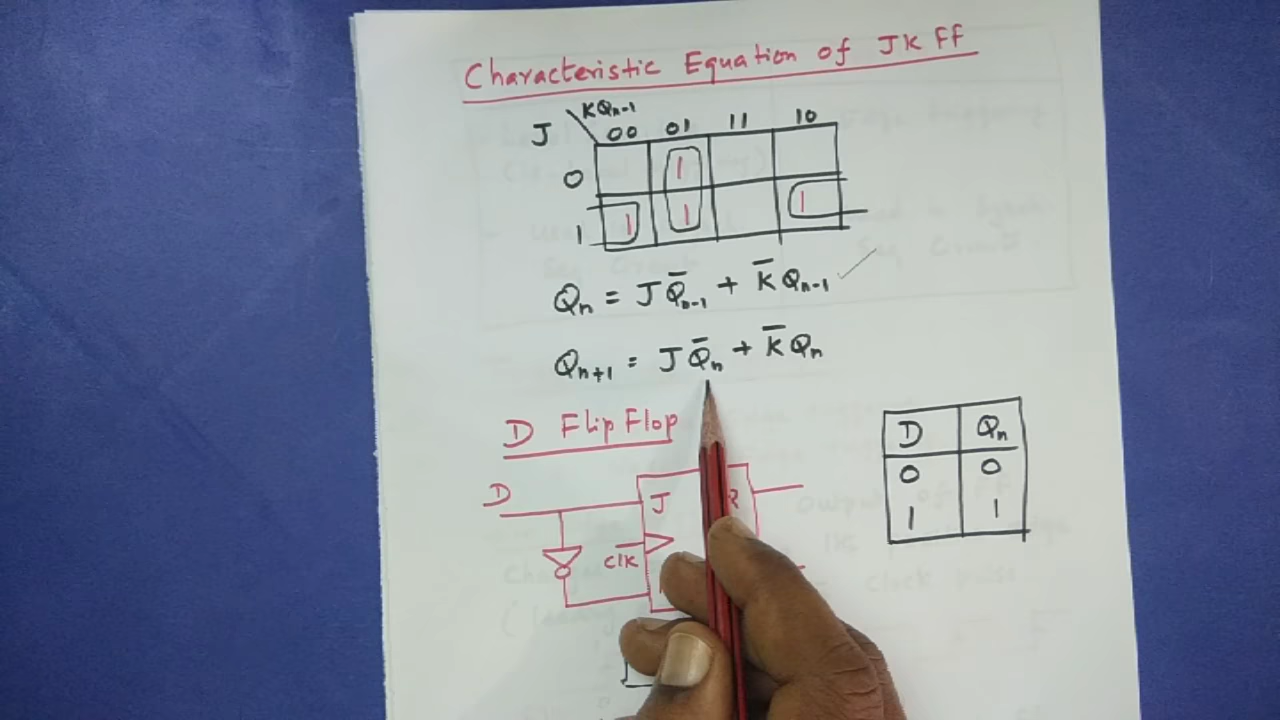 Characteristic Equation of JK FF
J KQn-1
00 01 11 10
0 1
1 1 1 1
Qn = JQ̅n-1 + K̅Qn-1
Qn+1 = JQ̅n + K̅Qn
D Flip Flop
D Qn
0 0
1 1
D J
CLK